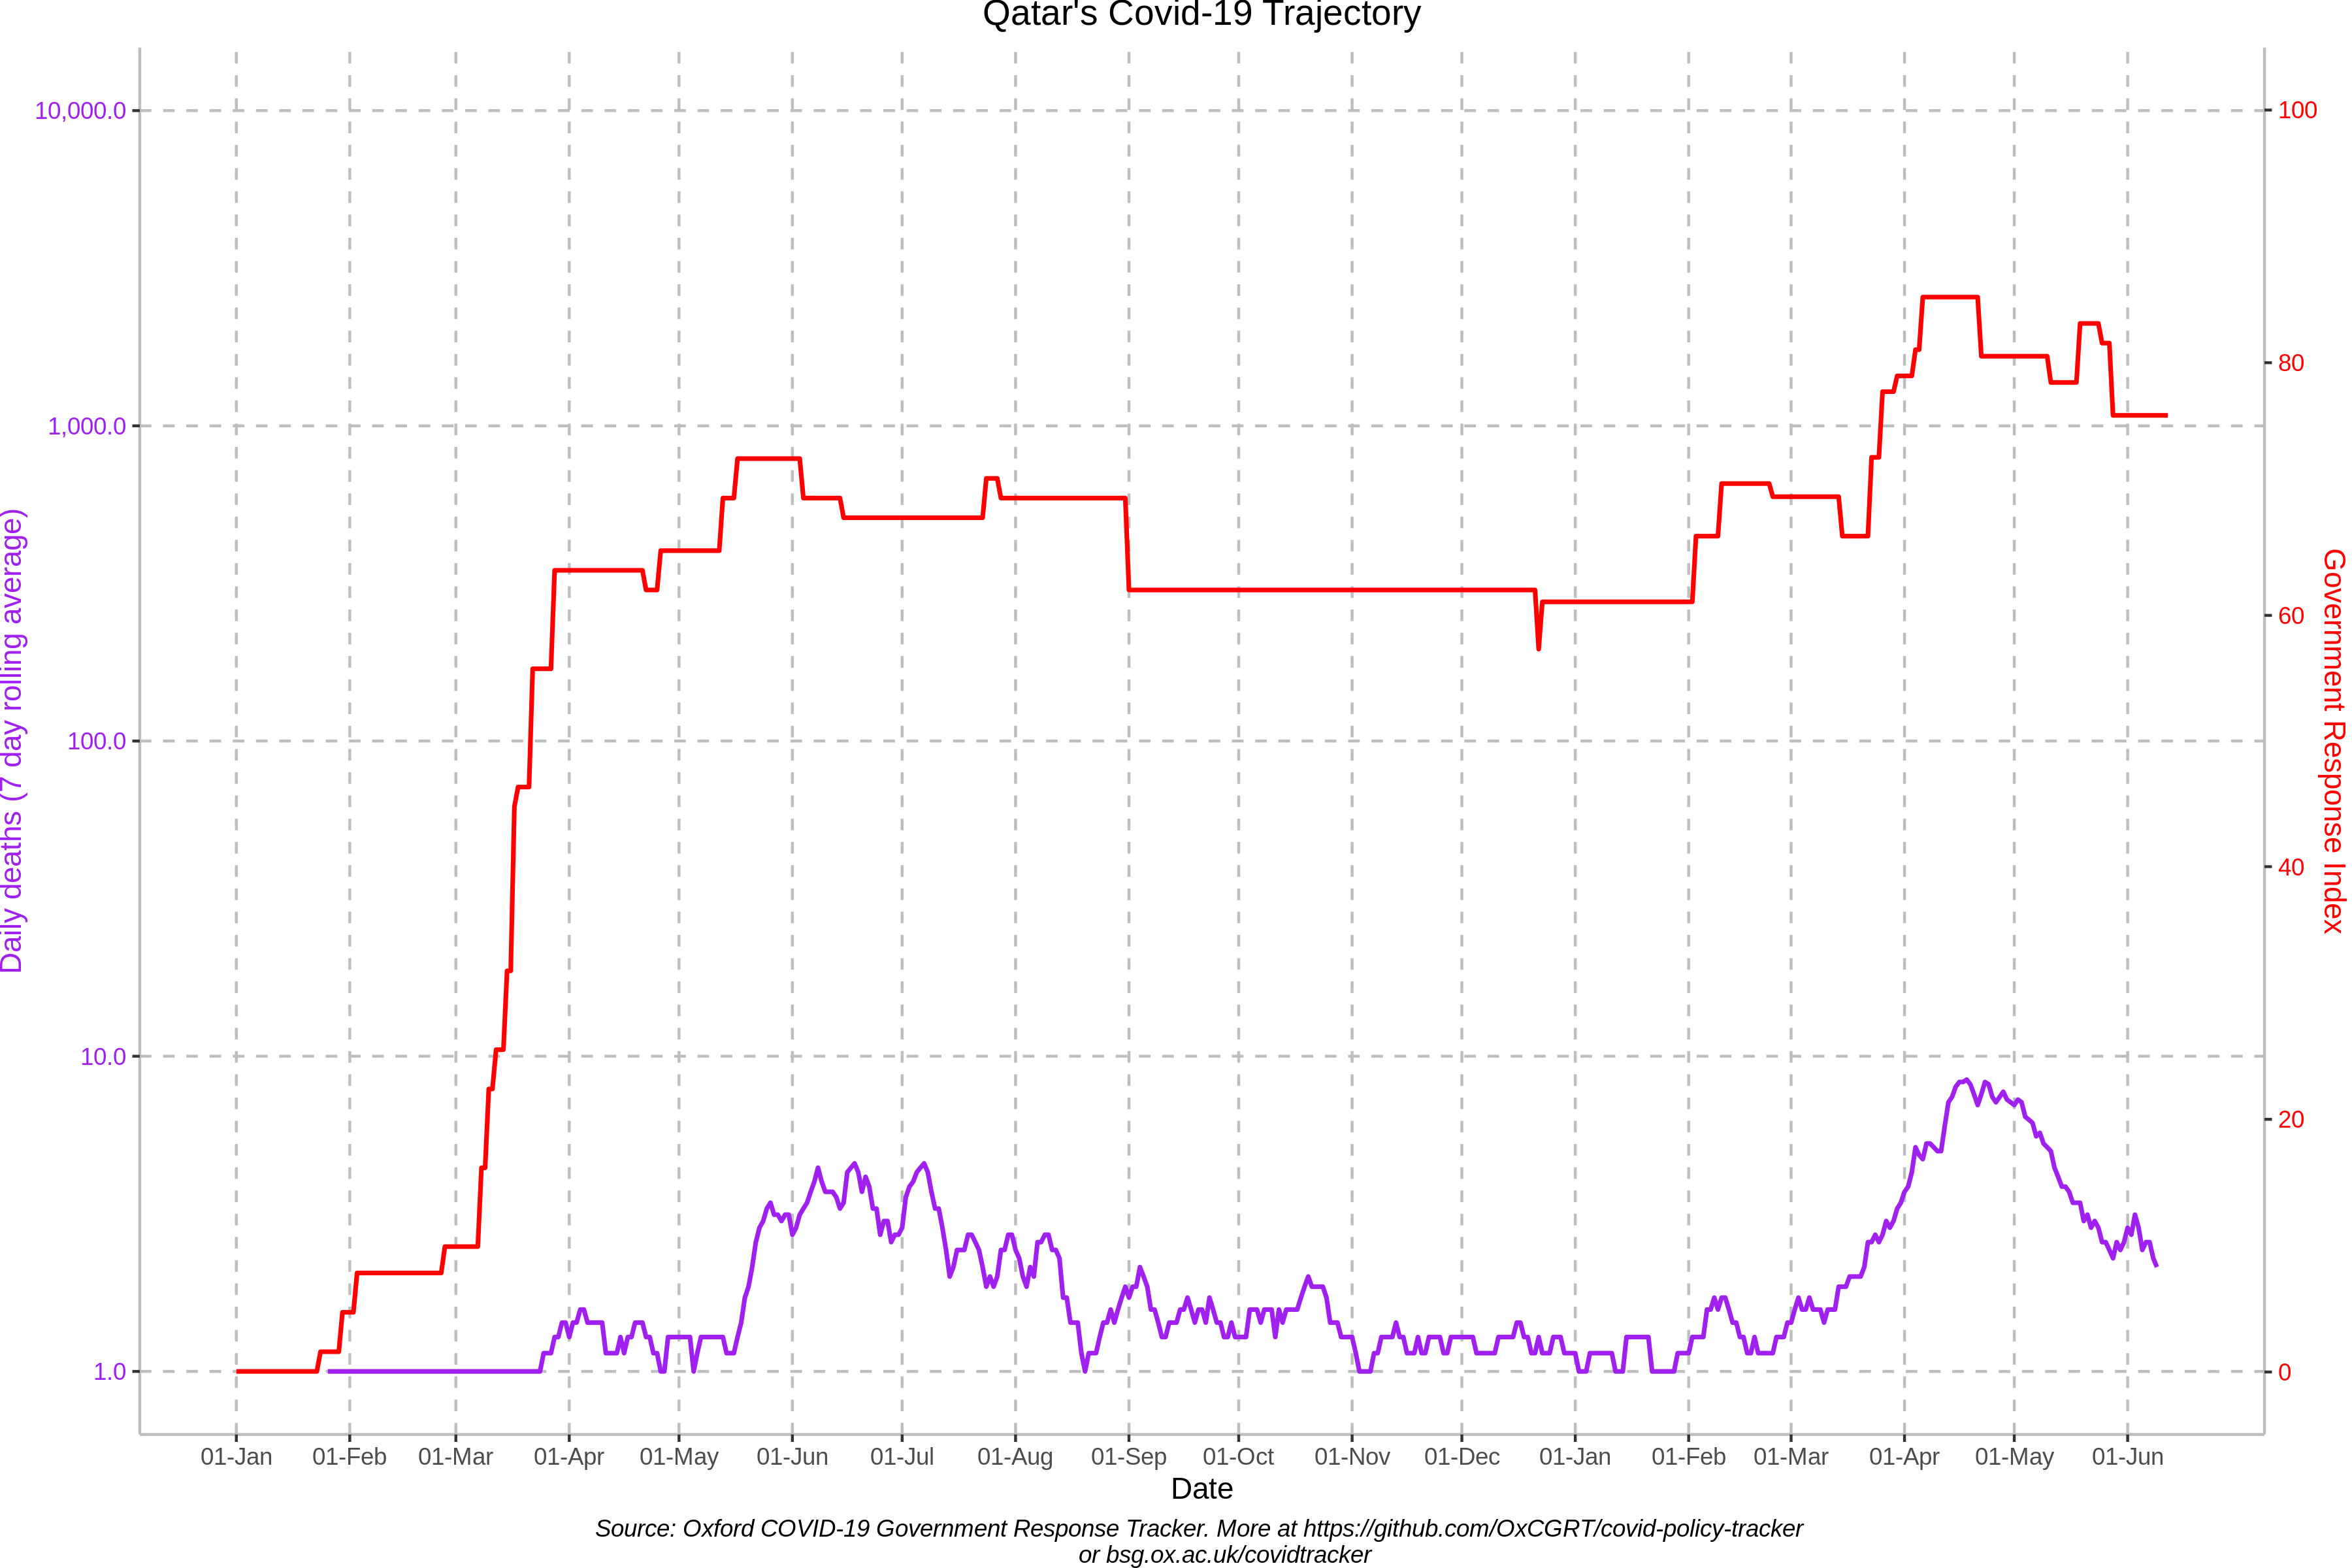 Qatar's Covid-19 Trajectory
10,000.0
1,000.0
100.0
10.0
1.0
Daily deaths (7 day rolling average)
100
80
60
40
20
0
Government Response Index
01-Jan 01-Feb 01-Mar 01-Apr 01-May 01-Jun 01-Jul 01-Aug 01-Sep 01-Oct 01-Nov 01-Dec 01-Jan 01-Feb 01-Mar 01-Apr 01-May 01-Jun
Date
Source: Oxford COVID-19 Government Response Tracker. More at https://github.com/OxCGRT/covid-policy-tracker
or bsg.ox.ac.uk/covidtracker